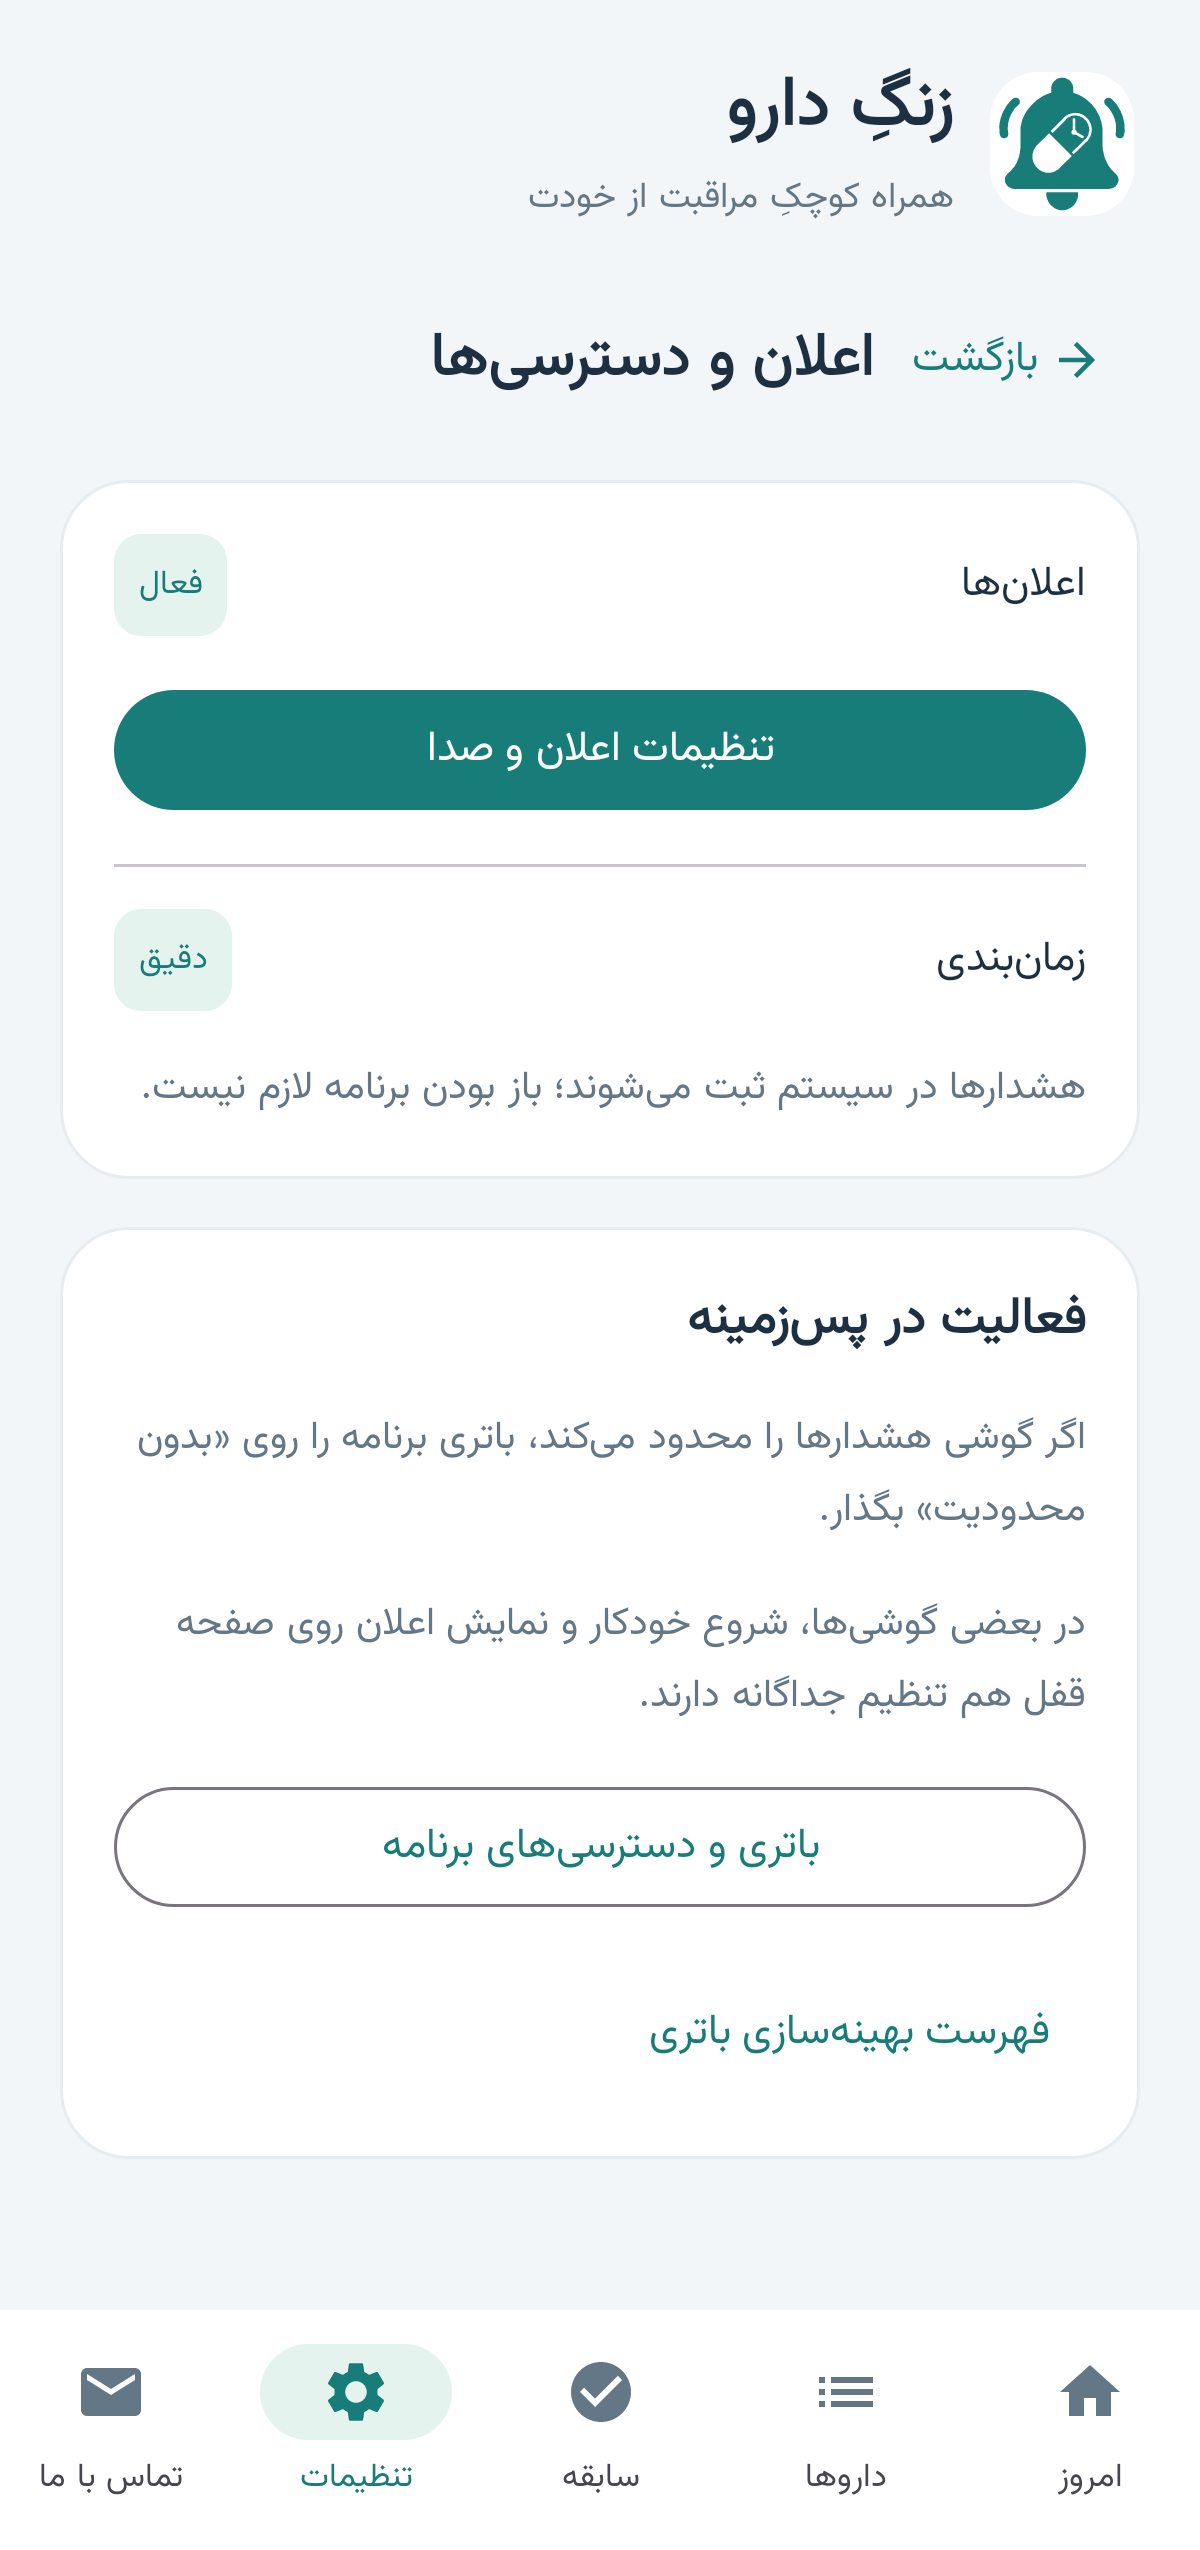 زنگِ دارو
همراه کوچکِ مراقبت از خودت
بازگشت
اعلان و دسترسی‌ها
اعلان‌ها
فعال
تنظیمات اعلان و صدا
زمان‌بندی
دقیق
هشدارها در سیستم ثبت می‌شوند؛ باز بودن برنامه لازم نیست.
فعالیت در پس‌زمینه
اگر گوشی هشدارها را محدود می‌کند، باتری برنامه را روی «بدون
محدودیت» بگذار.
در بعضی گوشی‌ها، شروع خودکار و نمایش اعلان روی صفحه
قفل هم تنظیم جداگانه دارند.
باتری و دسترسی‌های برنامه
فهرست بهینه‌سازی باتری
امروز
داروها
سابقه
تنظیمات
تماس با ما